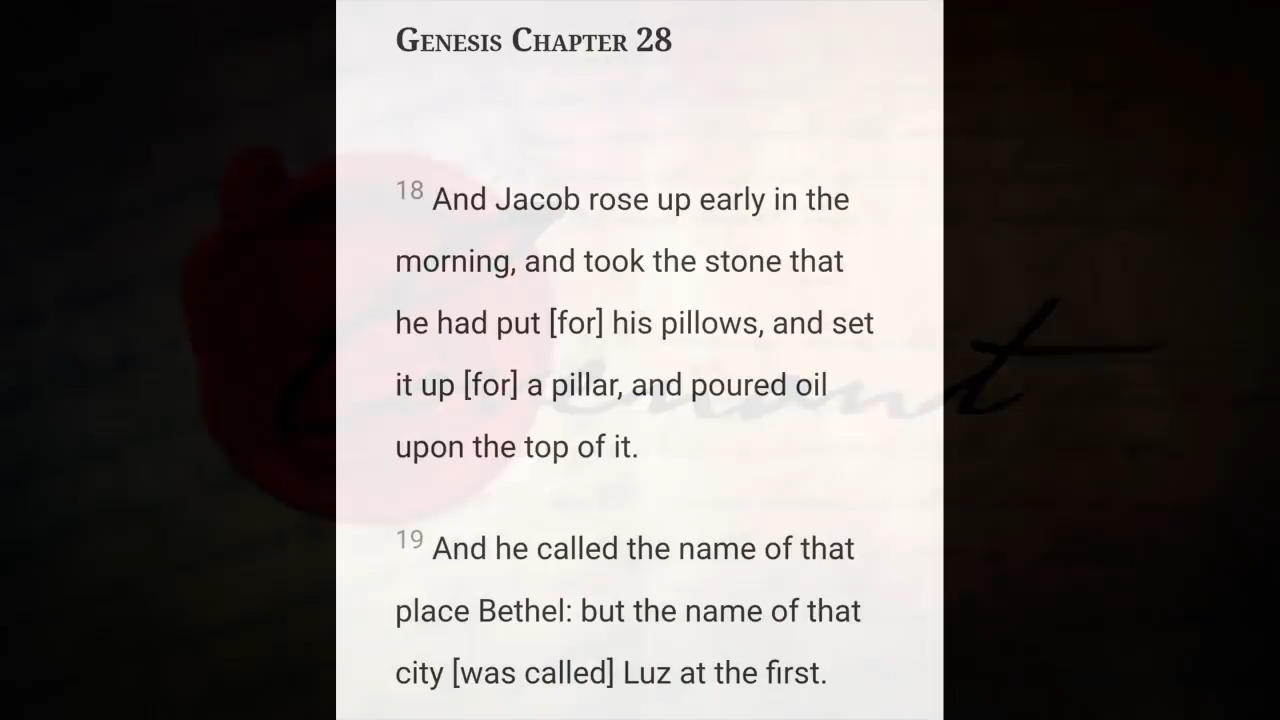 Genesis Chapter 28
18 And Jacob rose up early in the
morning, and took the stone that
he had put [for] his pillows, and set
it up [for] a pillar, and poured oil
upon the top of it.
Covenant
19 And he called the name of that
place Bethel: but the name of that
city [was called] Luz at the first.